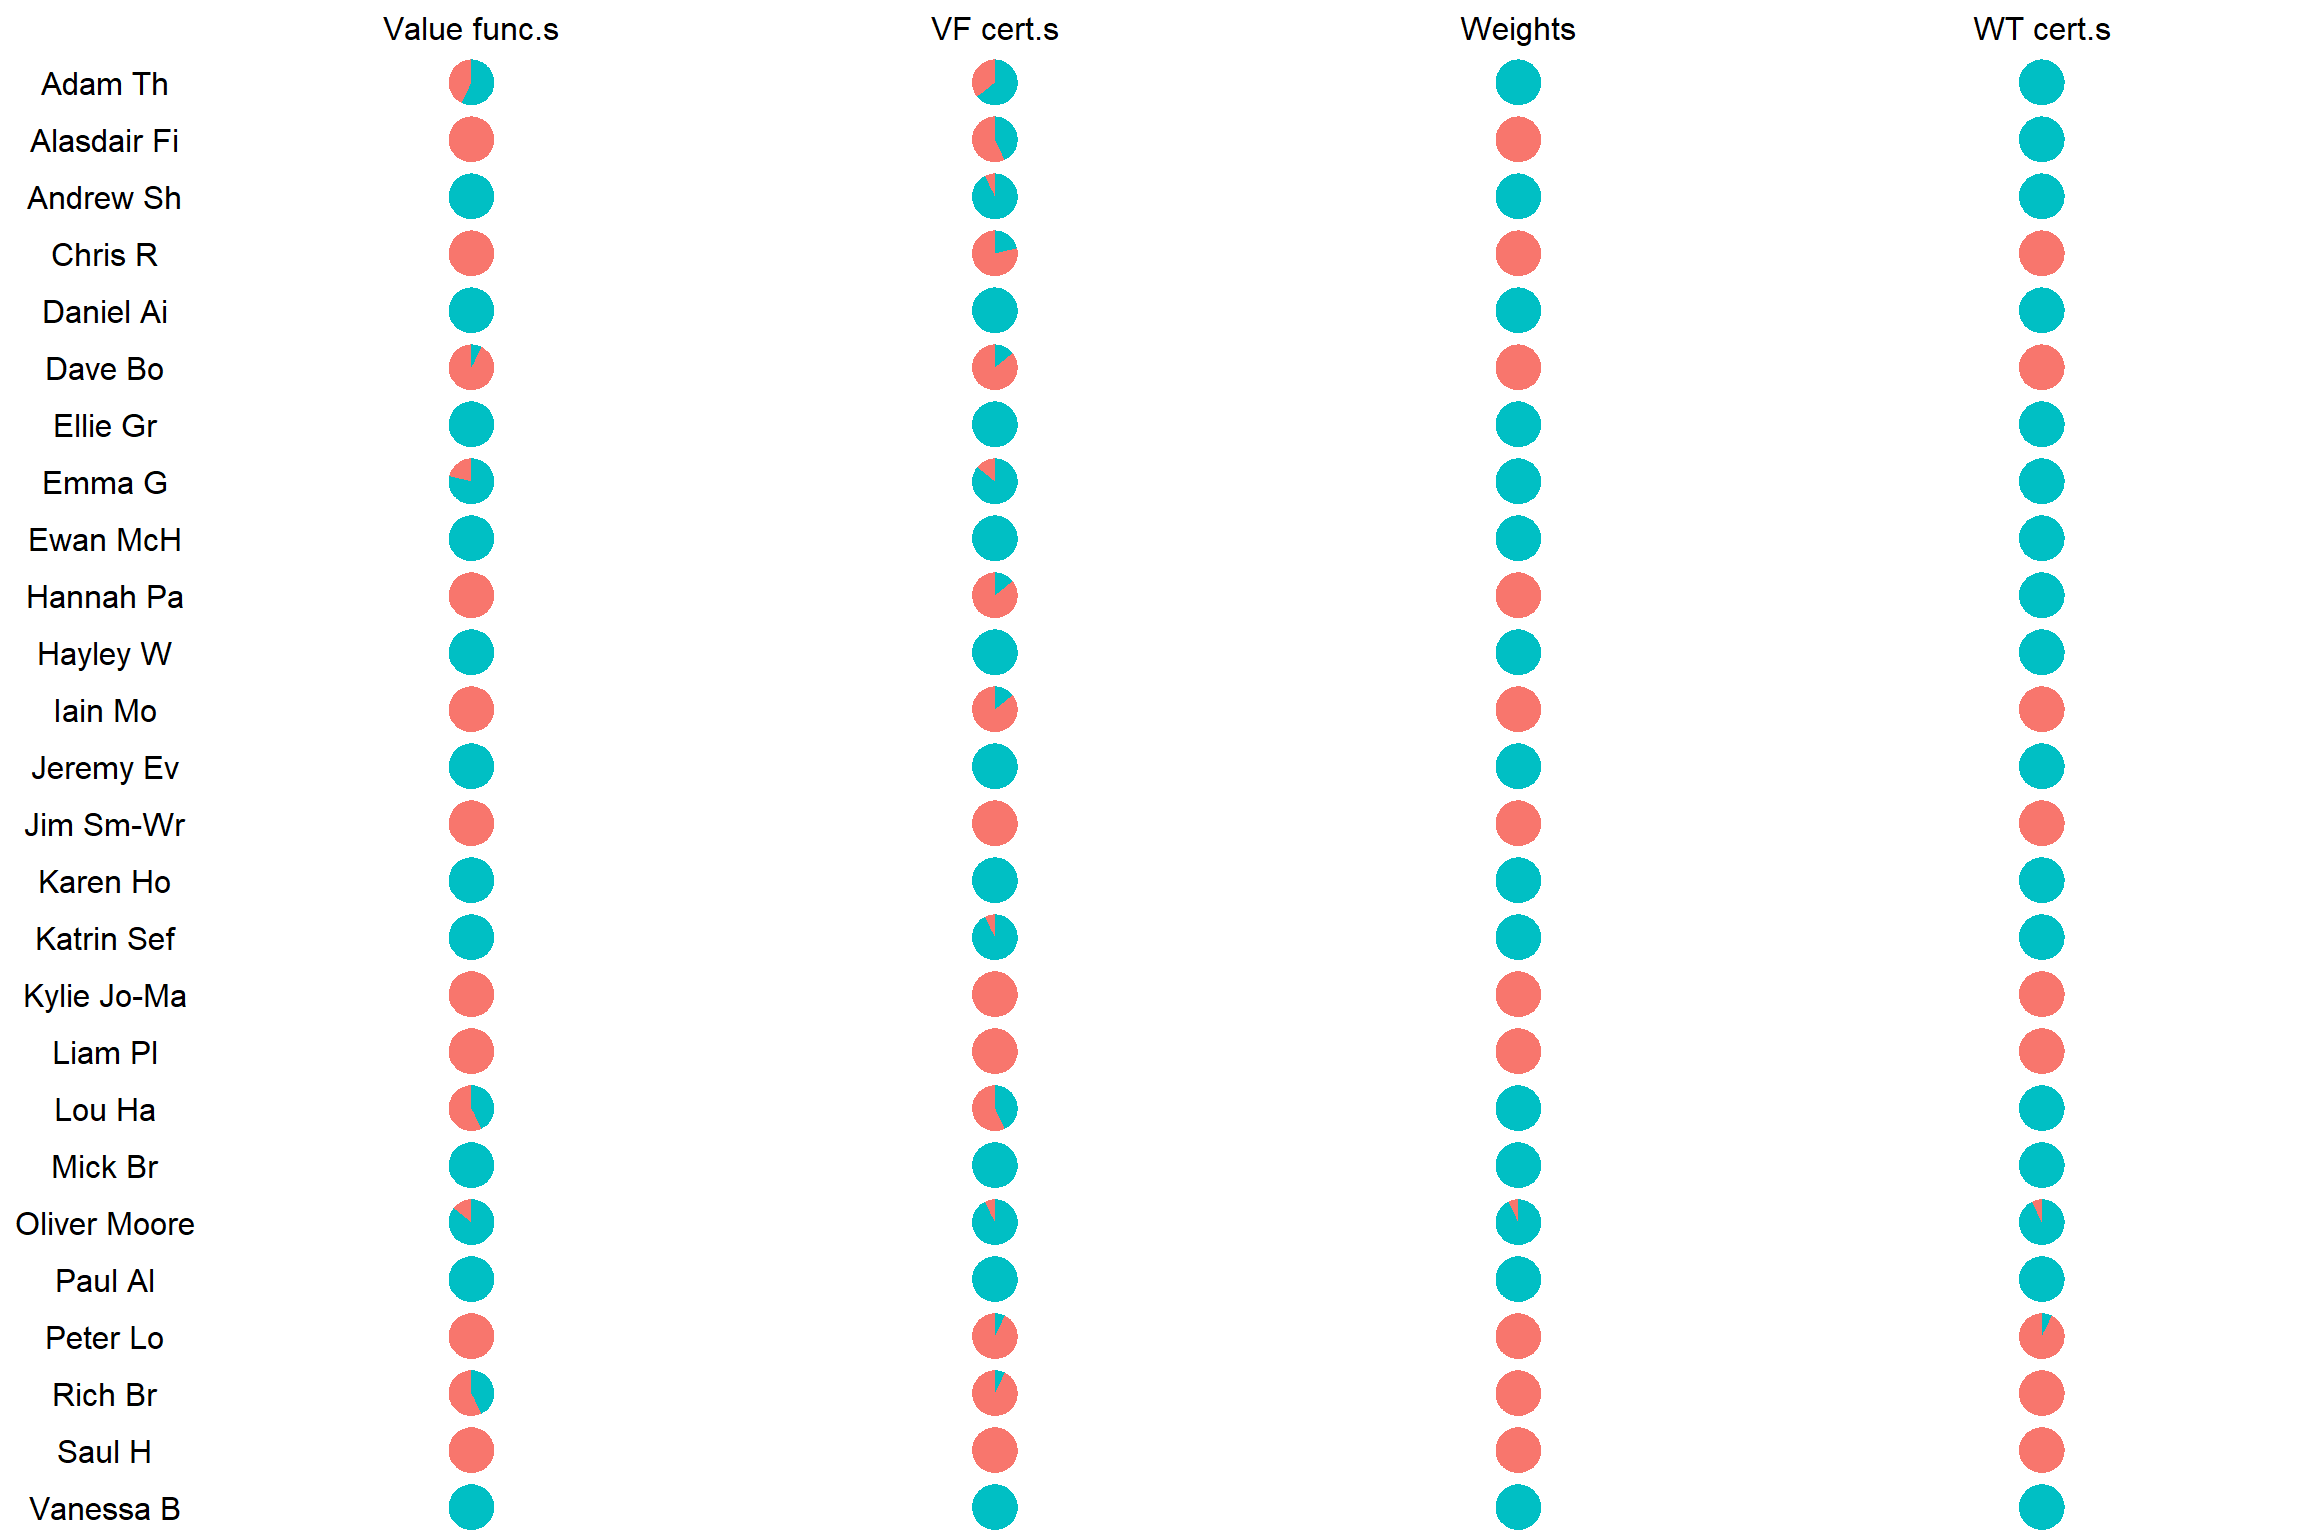 Value func.s VF cert.s Weights WT cert.s
Adam Th
Alasdair Fi
Andrew Sh
Chris R
Daniel Ai
Dave Bo
Ellie Gr
Emma G
Ewan McH
Hannah Pa
Hayley W
Iain Mo
Jeremy Ev
Jim Sm-Wr
Karen Ho
Katrin Sef
Kylie Jo-Ma
Liam Pl
Lou Ha
Mick Br
Oliver Moore
Paul Al
Peter Lo
Rich Br
Saul H
Vanessa B